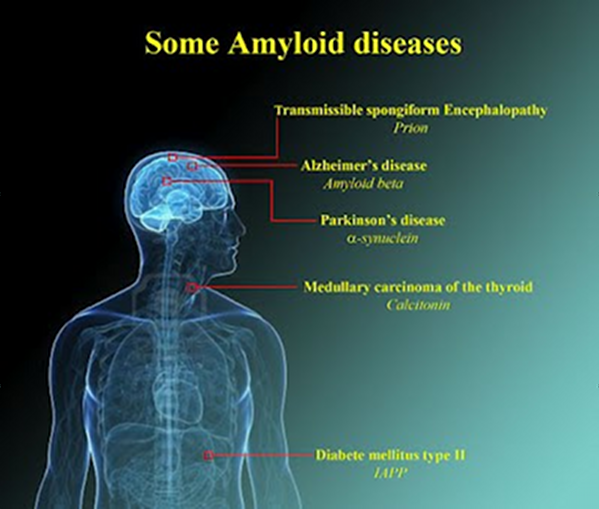 Some Amyloid diseases
Transmissible spongiform Encephalopathy
Prion
Alzheimer's disease
Amyloid beta
Parkinson's disease
α-synuclein
Medullary carcinoma of the thyroid
Calcitonin
Diabete mellitus type II
IAPP